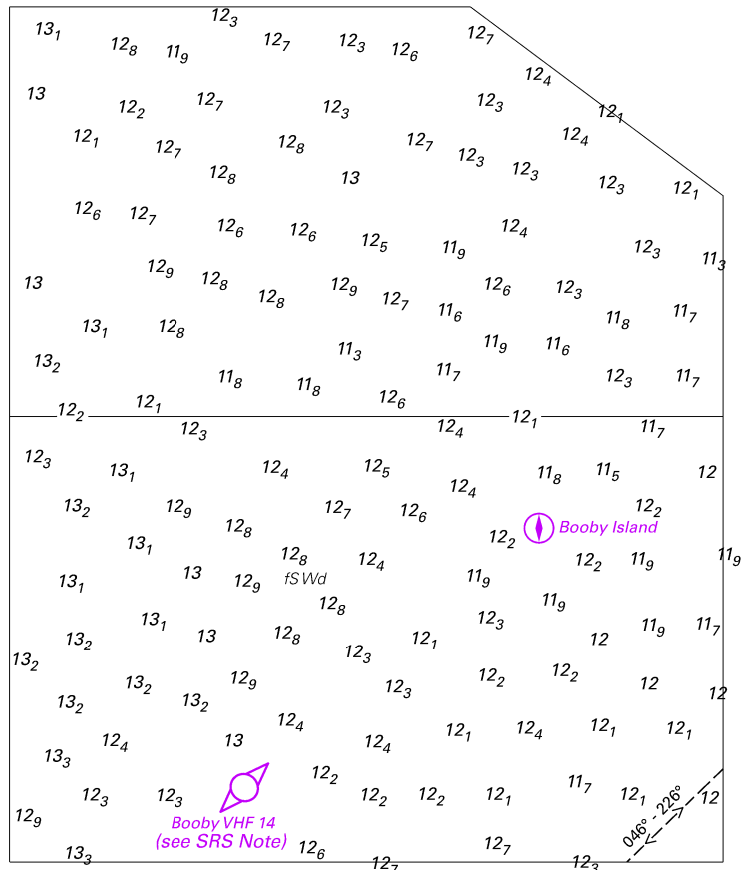 12₃
13₁
12₇
12₈ 11₉ 12₇ 12₃ 12₆
12₄
13 12₂ 12₇ 12₃ 12₃ 12₁
12₁ 12₇ 12₈ 12₇ 12₄
12₃ 12₃
12₈ 13 12₃ 12₁
12₆ 12₇ 12₆ 12₆ 12₅ 11₉ 12₄ 12₃ 11₃
12₉ 12₈ 12₈ 12₉ 12₇ 12₆ 12₃
13 11₆ 11₈ 11₇
13₁ 12₈ 11₃ 11₉ 11₆
13₂ 11₈ 11₈ 11₇ 12₃ 11₇
12₂ 12₁ 12₆ 12₁
12₃ 12₄ 11₇
12₃ 13₁ 12₄ 12₅ 11₈ 11₅ 12
12₄
13₂ 12₉ 12₇ 12₆ 12₂
12₈ Booby Island
13₁ 12₈ 12₄ 12₂ 12₂ 11₉ 11₉
13₁ 13 12₉ fSWd 11₉
12₈ 11₉
13₁ 12₃
13₂ 13 12₈ 12₁ 12 11₉ 11₇
13₂ 12₃
13₂ 12₉ 12₃ 12₂ 12₂ 12 12
13₂ 13₂
12₄ 12₁ 12₄ 12₁ 12₁
13₃ 12₄ 13 12₄
12₂ 11₇
12₃ 12₃ 12₂ 12₂ 12₁ 12₁ 12
12₉ Booby VHF 14
(see SRS Note)
046° - 226°
13₃ 12₆ 12₇ 12₇ 12₃